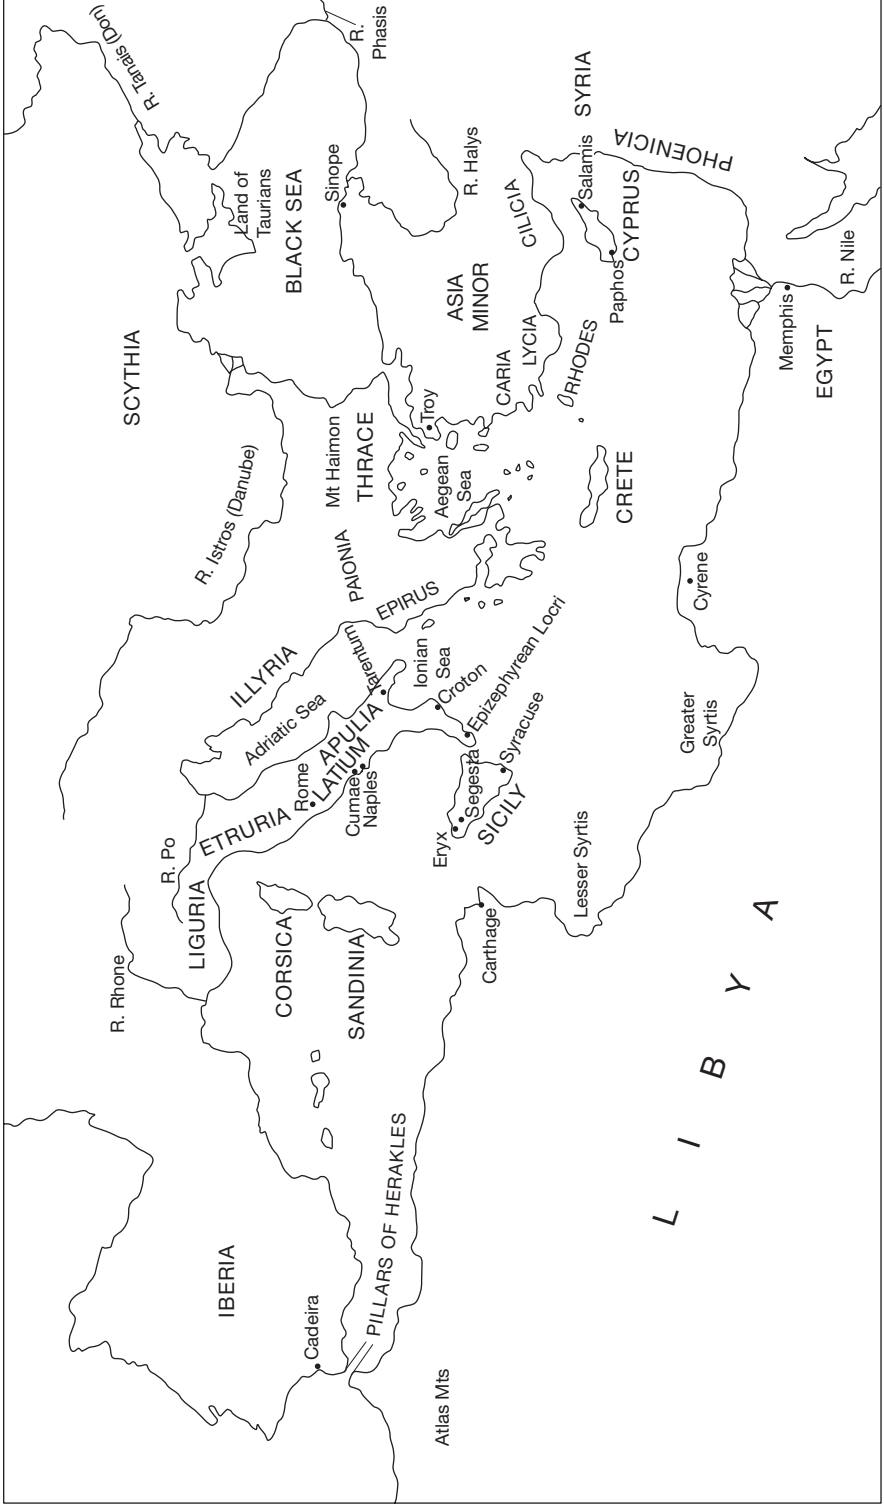 R. Tanais (Don)
R.
Phasis
SCYTHIA
Land of
Taurians
BLACK SEA
Sinope
R. Halys
SYRIA
PHOENICIA
CILICIA
Salamis
CYPRUS
Paphos
ASIA
MINOR
LYCIA
CARIA
RHODES
Troy
R. Nile
Memphis
EGYPT
R. Istros (Danube)
Mt Haimon
THRACE
Aegean
Sea
CRETE
PAIONIA
EPIRUS
Cyrene
ILLYRIA
Adriatic Sea
Tarentum
Ionian
Sea
Croton
Epizephyrean Locri
APULIA
LATIUM
Rome
Cumae
Naples
ETRURIA
Segesta
Syracuse
Eryx
SICILY
Greater
Syrtis
Lesser Syrtis
R. Po
LIGURIA
R. Rhone
CORSICA
SANDINIA
Carthage
LIBYA
IBERIA
Cadeira
PILLARS OF HERAKLES
Atlas Mts